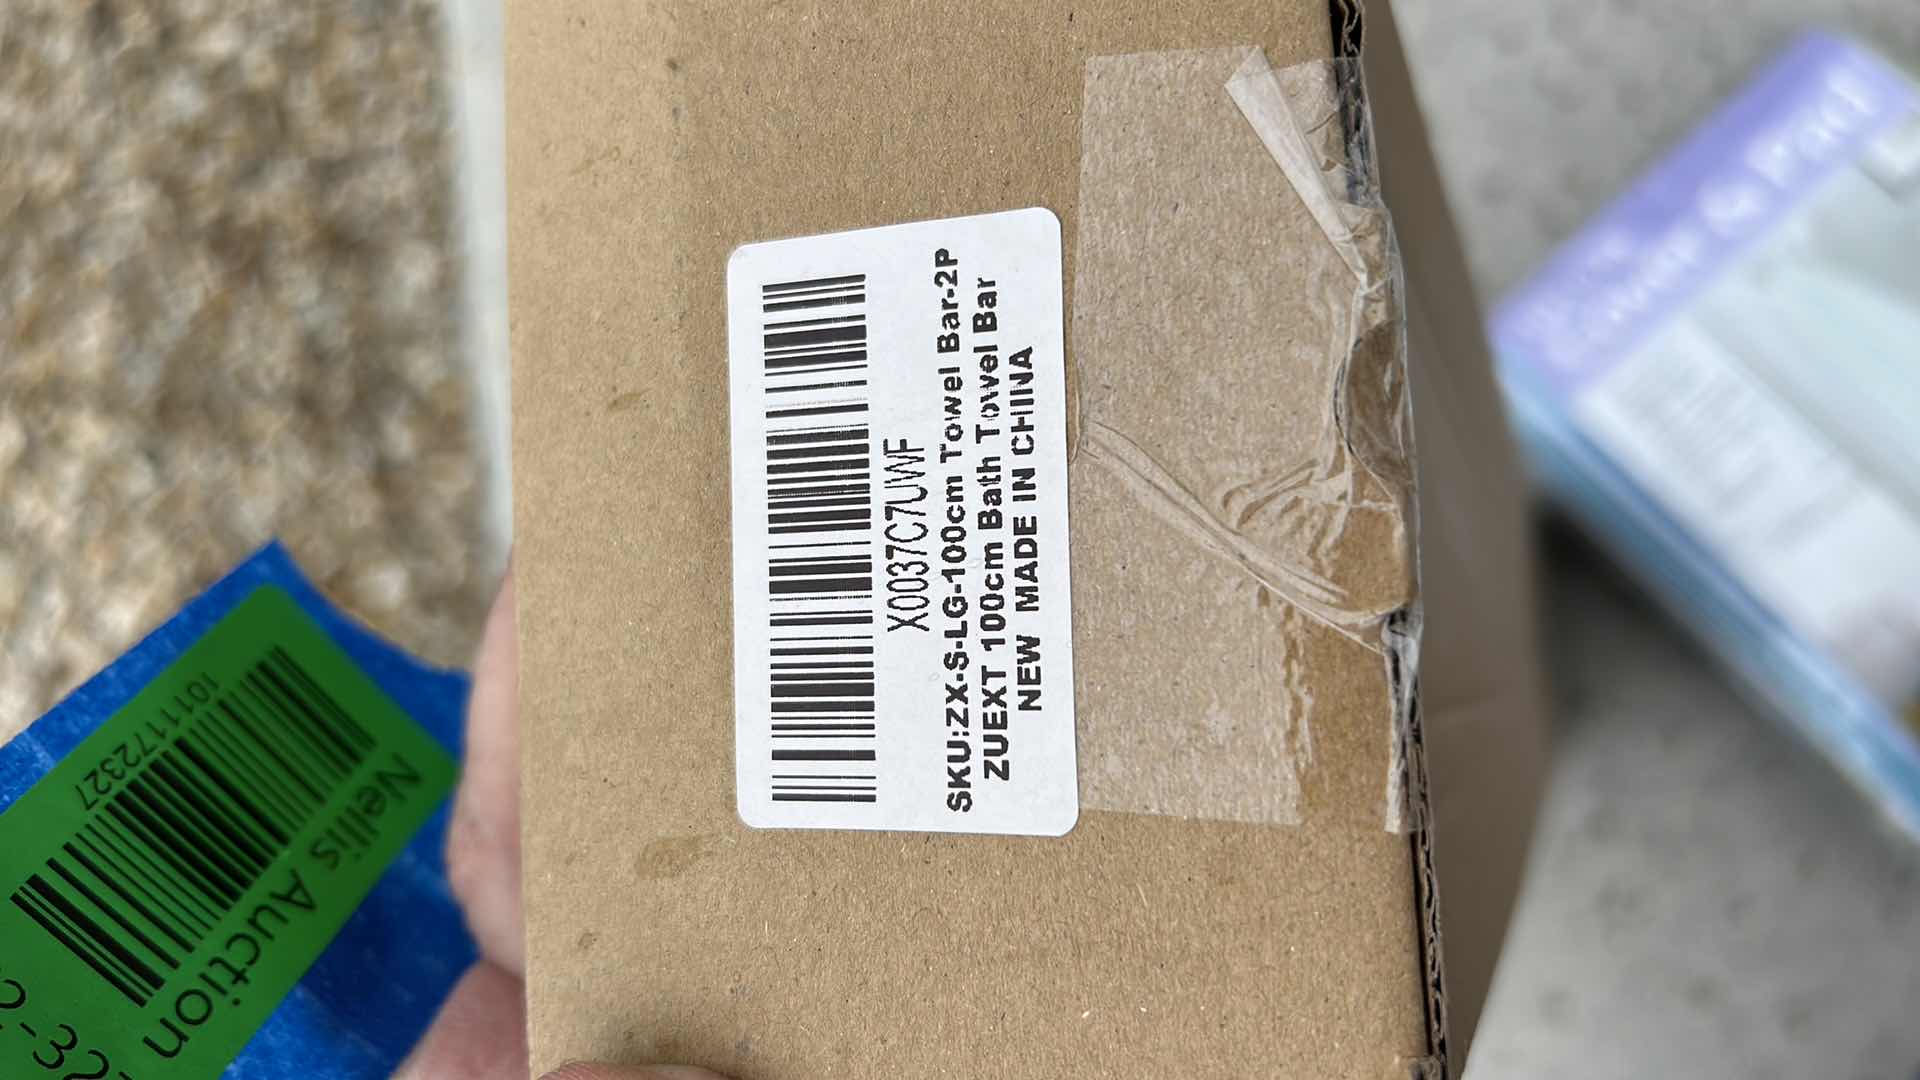 X0037C7UWF
SKU:ZX-S-LG-100cm Towel Bar-2P
ZUEXT 100cm Bath Towel Bar
NEW MADE IN CHINA
Nellis Auction
1011172327